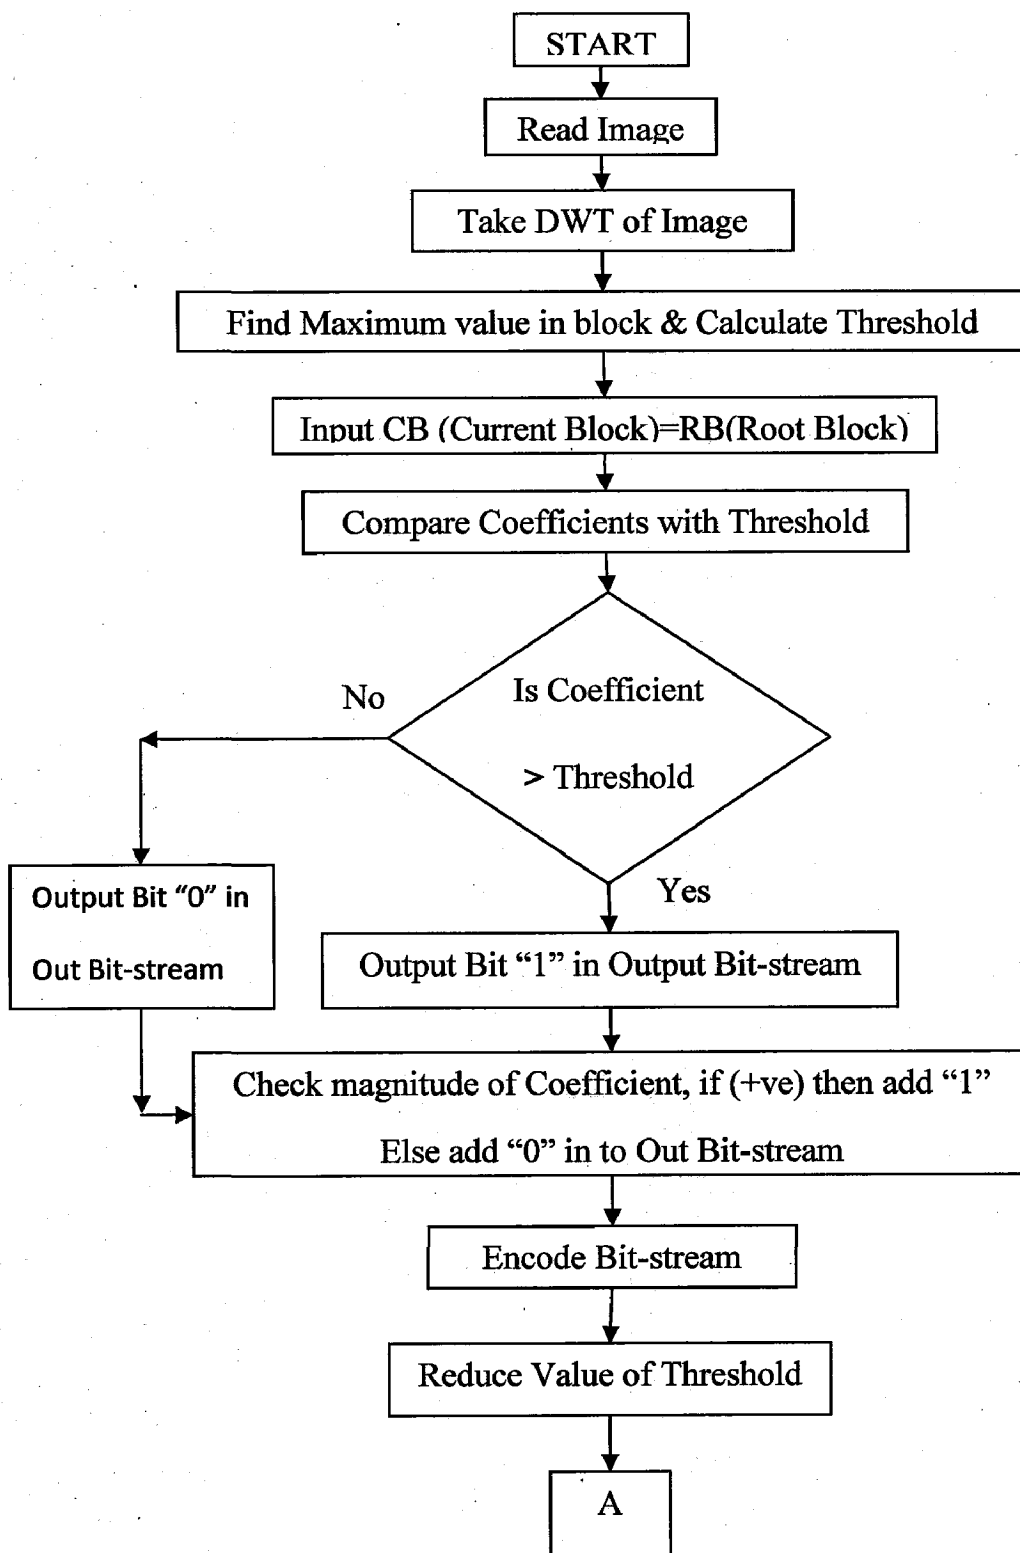 START
Read Image
Take DWT of Image
Find Maximum value in block & Calculate Threshold
Input CB (Current Block)=RB(Root Block)
Compare Coefficients with Threshold
Is Coefficient
No
> Threshold
Yes
Output Bit “0” in
Out Bit-stream
Output Bit “1” in Output Bit-stream
Check magnitude of Coefficient, if (+ve) then add “1”
Else add “0” in to Out Bit-stream
Encode Bit-stream
Reduce Value of Threshold
A